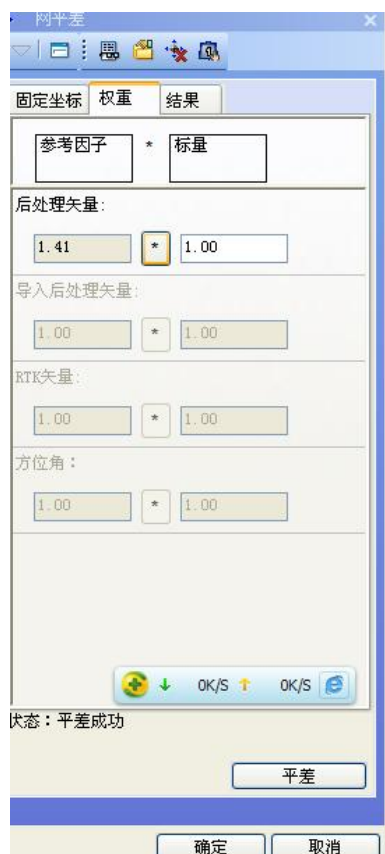 网平差
固定坐标 权重 结果
参考因子 * 标量
后处理矢量:
1.41 * 1.00
导入后处理矢量:
1.00 * 1.00
RTK矢量:
1.00 * 1.00
方位角：
1.00 * 1.00
0K/S 0K/S
状态：平差成功
平差
确定 取消